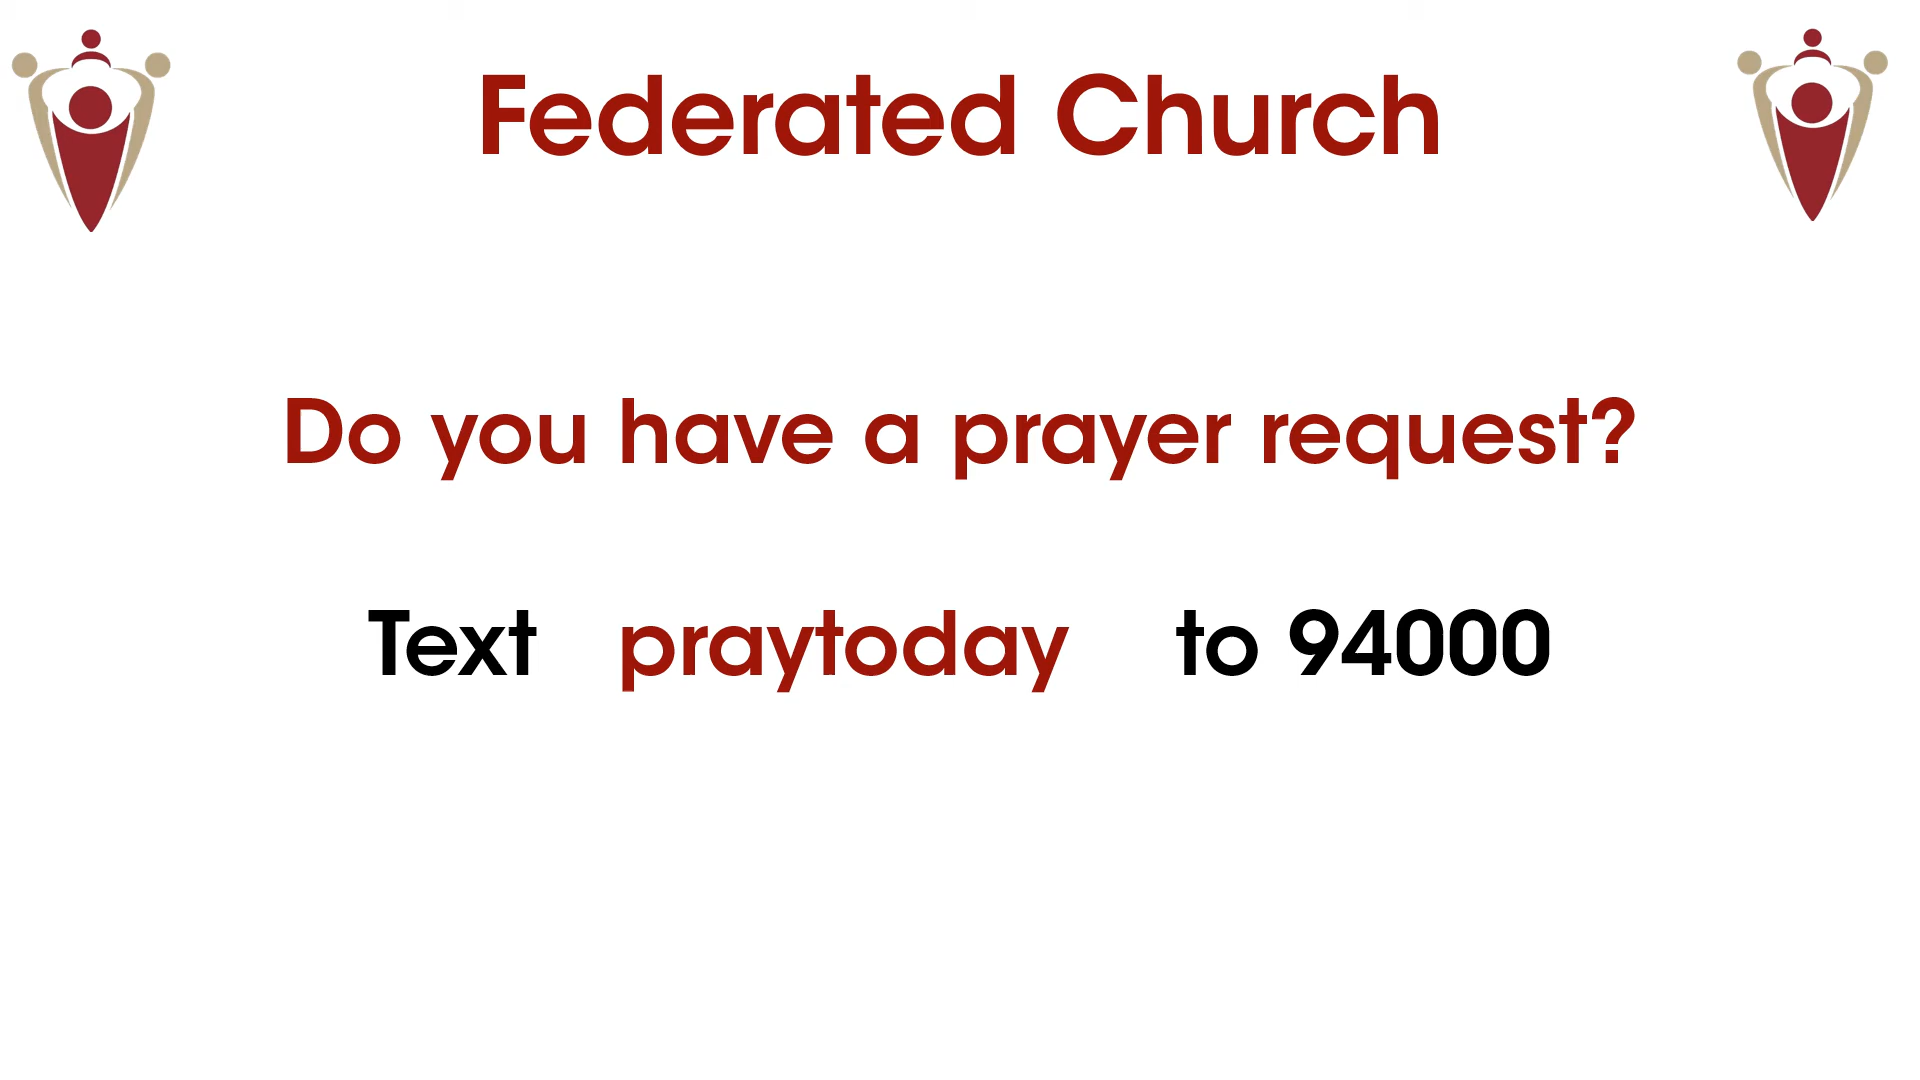 Federated Church
Do you have a prayer request?
Text praytoday to 94000